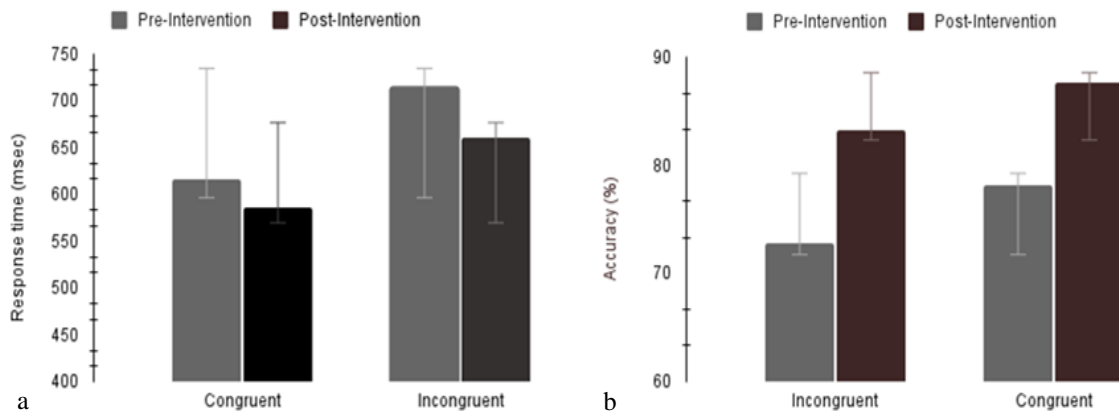 Pre-Intervention Post-Intervention
Response time (msec)
750
700
650
600
550
500
450
400
Congruent Incongruent
a
Pre-Intervention Post-Intervention
Accuracy (%)
90
80
70
60
Incongruent Congruent
b